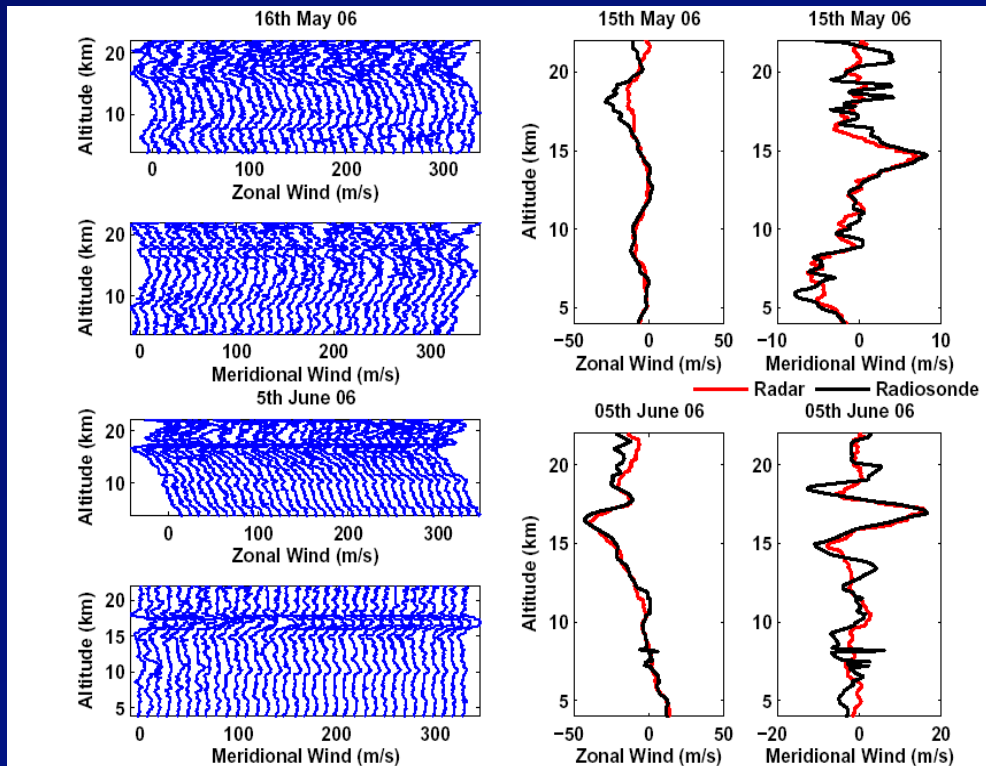 16th May 06
20
10
Altitude (km)
0 100 200 300
Zonal Wind (m/s)
20
10
Altitude (km)
0 100 200 300
Meridional Wind (m/s)
5th June 06
20
10
Altitude (km)
0 100 200 300
Zonal Wind (m/s)
20
15
10
5
Altitude (km)
0 100 200 300
Meridional Wind (m/s)
15th May 06
20
15
10
5
Altitude (km)
−50 0 50
Zonal Wind (m/s)
15th May 06
20
15
10
5
−10 0 10
Meridional Wind (m/s)
Radar Radiosonde
05th June 06
20
15
10
5
Altitude (km)
−50 0 50
Zonal Wind (m/s)
05th June 06
20
15
10
5
−20 0 20
Meridional Wind (m/s)